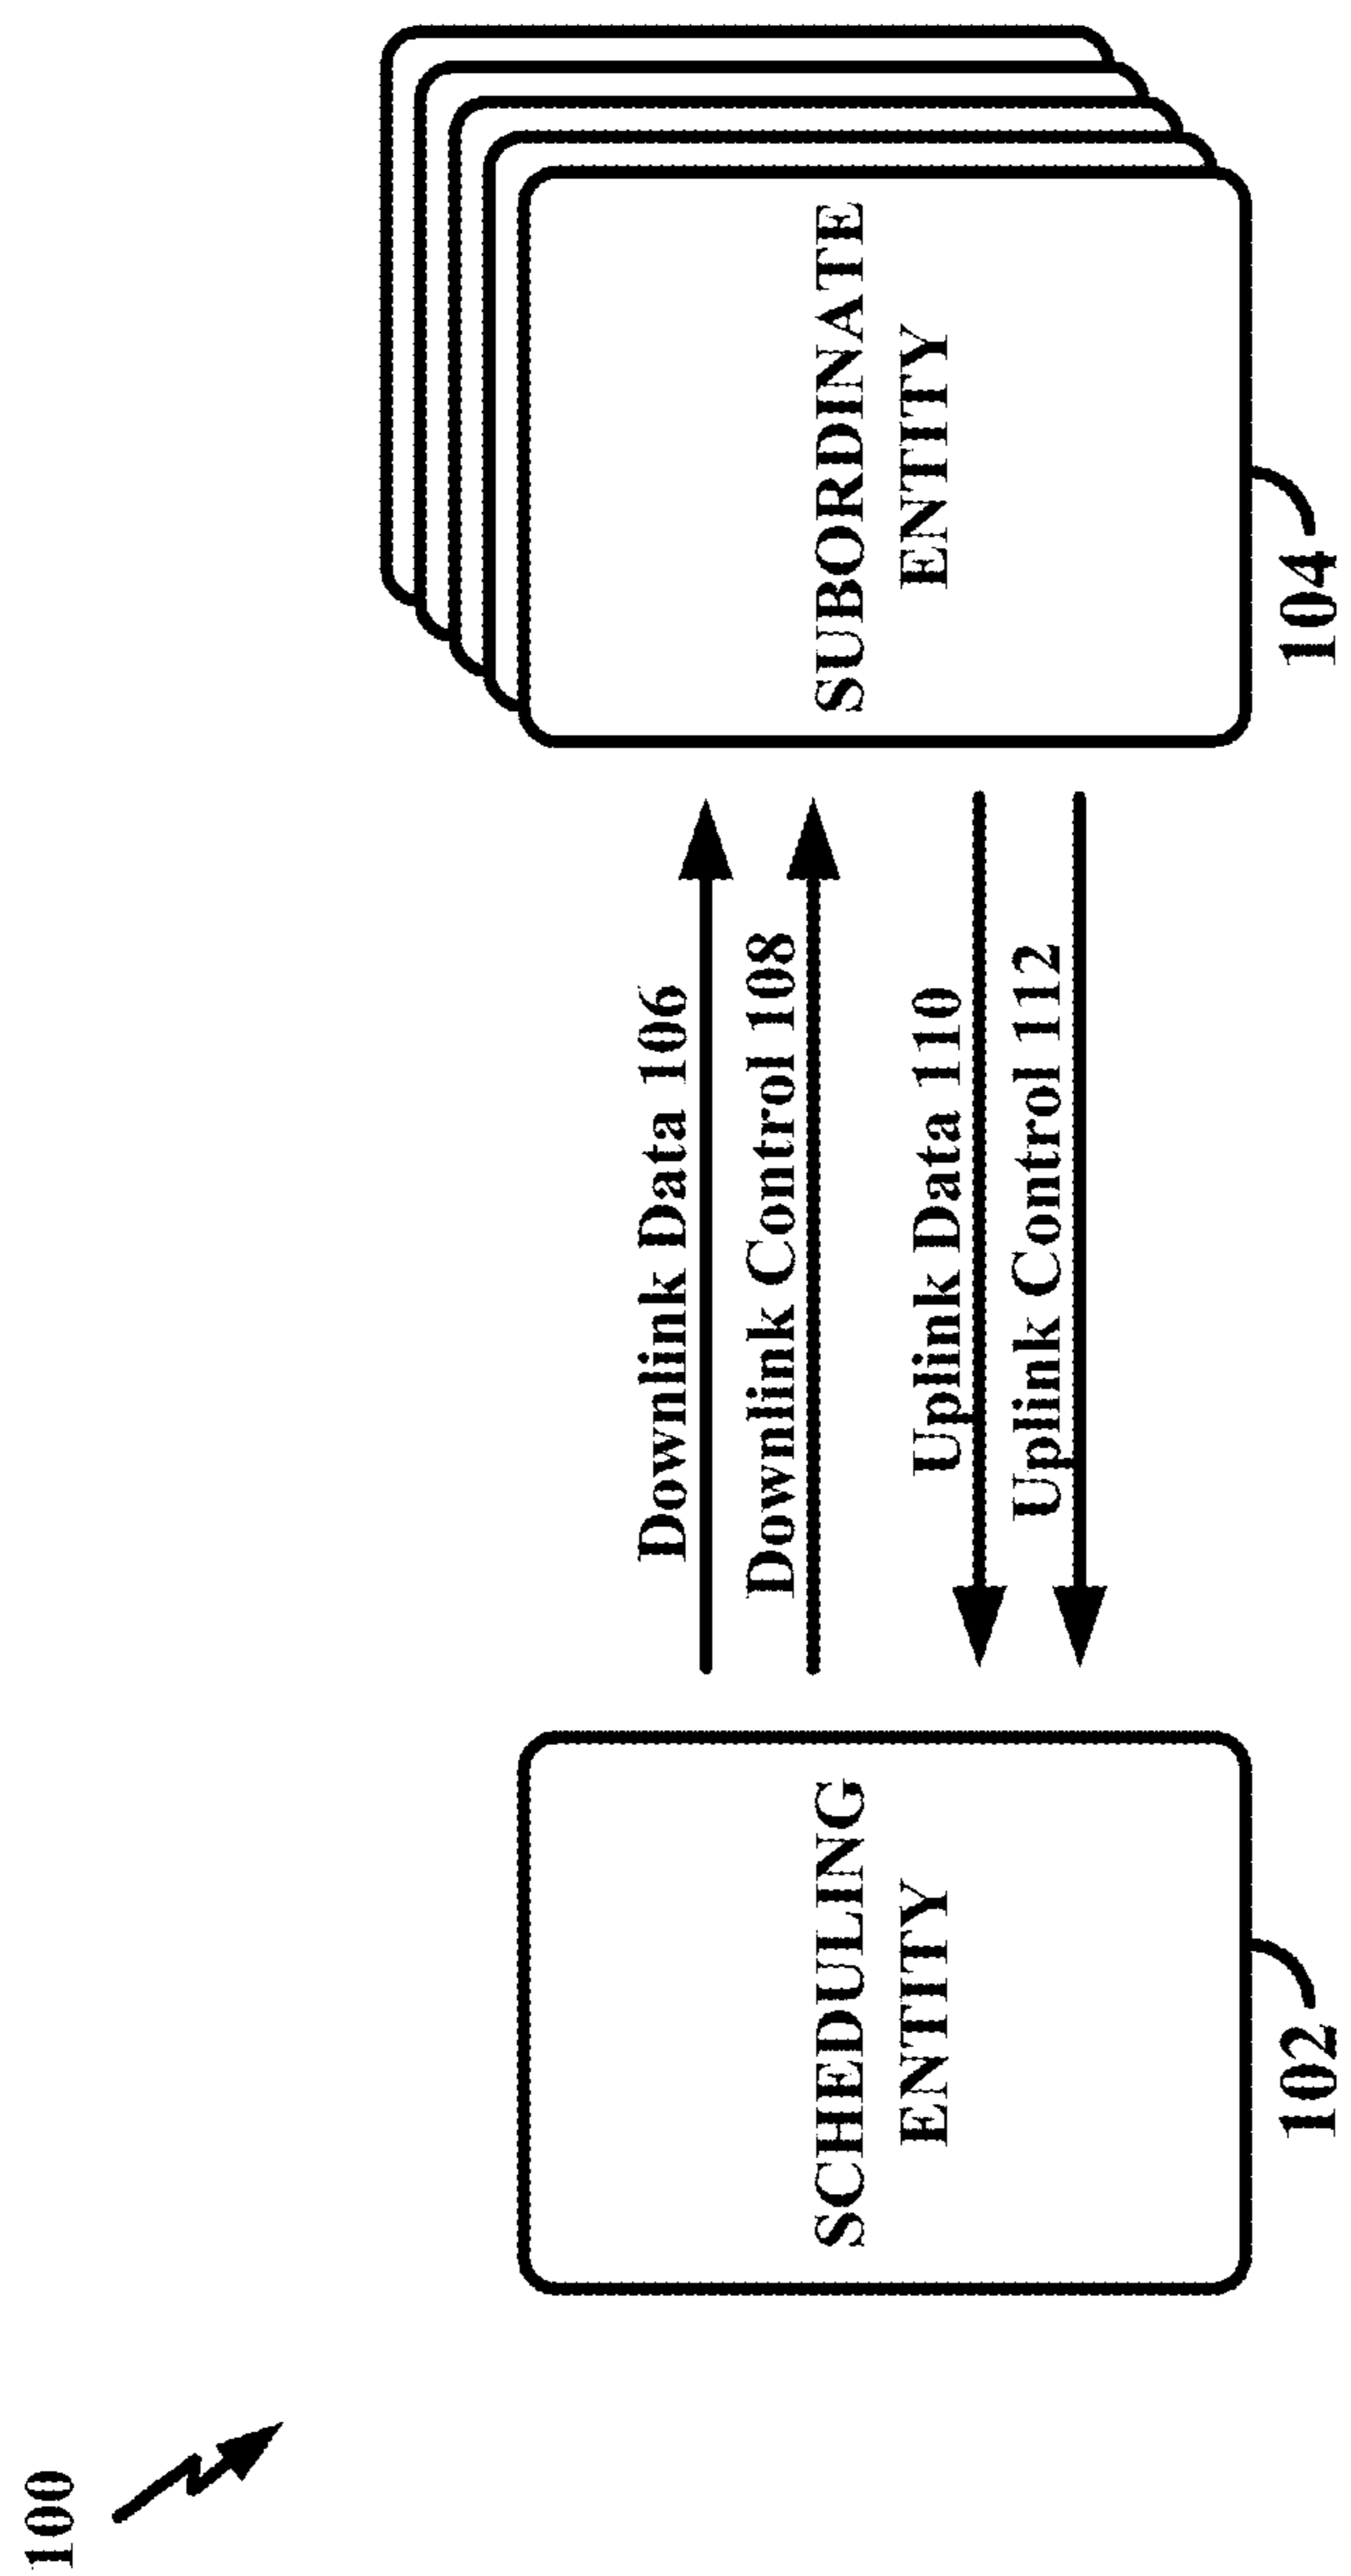 100
SCHEDULING
ENTITY
102
Downlink Data 106
Downlink Control 108
Uplink Data 110
Uplink Control 112
SUBORDINATE
ENTITY
104